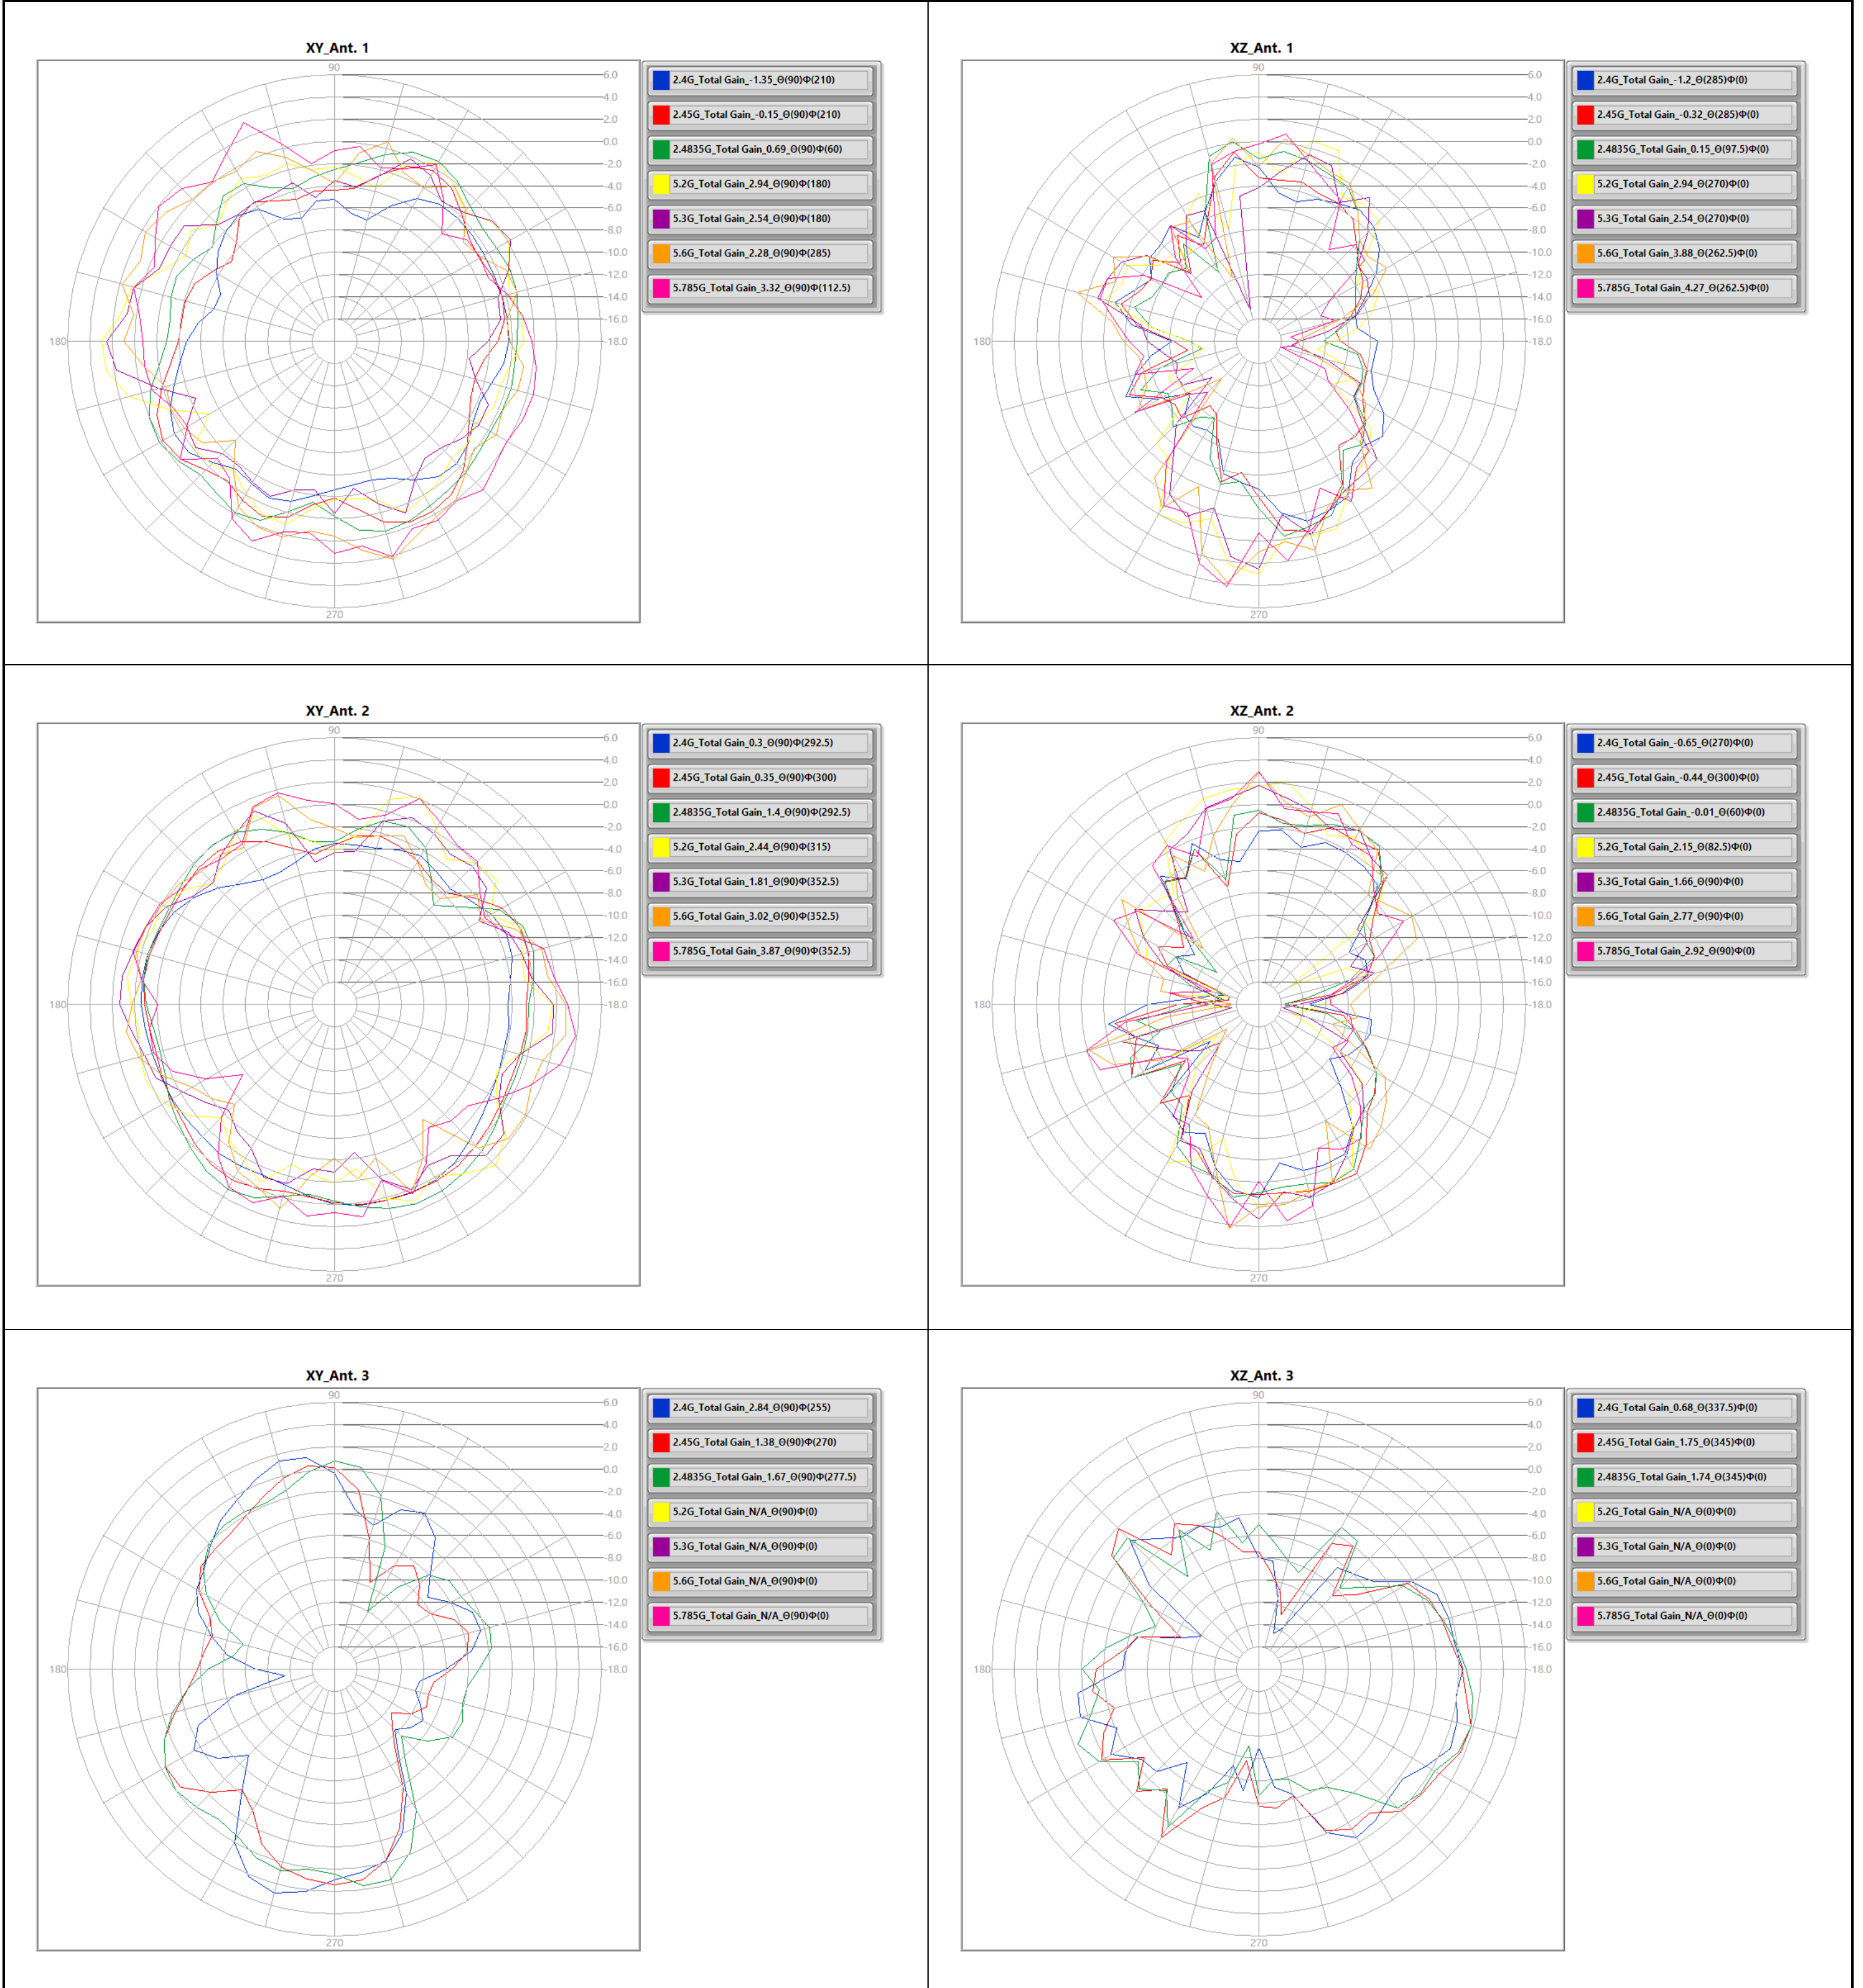 XY_Ant. 1
90
6.0
4.0
2.0
0.0
-2.0
-4.0
-6.0
-8.0
-10.0
-12.0
-14.0
-16.0
-18.0
180
270
2.4G_Total Gain_-1.35_Θ(90)Φ(210)
2.45G_Total Gain_-0.15_Θ(90)Φ(210)
2.4835G_Total Gain_0.69_Θ(90)Φ(60)
5.2G_Total Gain_2.94_Θ(90)Φ(180)
5.3G_Total Gain_2.54_Θ(90)Φ(180)
5.6G_Total Gain_2.28_Θ(90)Φ(285)
5.785G_Total Gain_3.32_Θ(90)Φ(112.5)
XZ_Ant. 1
90
6.0
4.0
2.0
0.0
-2.0
-4.0
-6.0
-8.0
-10.0
-12.0
-14.0
-16.0
-18.0
180
270
2.4G_Total Gain_-1.2_Θ(285)Φ(0)
2.45G_Total Gain_-0.32_Θ(285)Φ(0)
2.4835G_Total Gain_0.15_Θ(97.5)Φ(0)
5.2G_Total Gain_2.94_Θ(270)Φ(0)
5.3G_Total Gain_2.54_Θ(270)Φ(0)
5.6G_Total Gain_3.88_Θ(262.5)Φ(0)
5.785G_Total Gain_4.27_Θ(262.5)Φ(0)
XY_Ant. 2
90
6.0
4.0
2.0
0.0
-2.0
-4.0
-6.0
-8.0
-10.0
-12.0
-14.0
-16.0
-18.0
180
270
2.4G_Total Gain_0.3_Θ(90)Φ(292.5)
2.45G_Total Gain_0.35_Θ(90)Φ(300)
2.4835G_Total Gain_1.4_Θ(90)Φ(292.5)
5.2G_Total Gain_2.44_Θ(90)Φ(315)
5.3G_Total Gain_1.81_Θ(90)Φ(352.5)
5.6G_Total Gain_3.02_Θ(90)Φ(352.5)
5.785G_Total Gain_3.87_Θ(90)Φ(352.5)
XZ_Ant. 2
90
6.0
4.0
2.0
0.0
-2.0
-4.0
-6.0
-8.0
-10.0
-12.0
-14.0
-16.0
-18.0
180
270
2.4G_Total Gain_-0.65_Θ(270)Φ(0)
2.45G_Total Gain_-0.44_Θ(300)Φ(0)
2.4835G_Total Gain_-0.01_Θ(60)Φ(0)
5.2G_Total Gain_2.15_Θ(82.5)Φ(0)
5.3G_Total Gain_1.66_Θ(90)Φ(0)
5.6G_Total Gain_2.77_Θ(90)Φ(0)
5.785G_Total Gain_2.92_Θ(90)Φ(0)
XY_Ant. 3
90
6.0
4.0
2.0
0.0
-2.0
-4.0
-6.0
-8.0
-10.0
-12.0
-14.0
-16.0
-18.0
180
270
2.4G_Total Gain_2.84_Θ(90)Φ(255)
2.45G_Total Gain_1.38_Θ(90)Φ(270)
2.4835G_Total Gain_1.67_Θ(90)Φ(277.5)
5.2G_Total Gain_N/A_Θ(90)Φ(0)
5.3G_Total Gain_N/A_Θ(90)Φ(0)
5.6G_Total Gain_N/A_Θ(90)Φ(0)
5.785G_Total Gain_N/A_Θ(90)Φ(0)
XZ_Ant. 3
90
6.0
4.0
2.0
0.0
-2.0
-4.0
-6.0
-8.0
-10.0
-12.0
-14.0
-16.0
-18.0
180
270
2.4G_Total Gain_0.68_Θ(337.5)Φ(0)
2.45G_Total Gain_1.75_Θ(345)Φ(0)
2.4835G_Total Gain_1.74_Θ(345)Φ(0)
5.2G_Total Gain_N/A_Θ(0)Φ(0)
5.3G_Total Gain_N/A_Θ(0)Φ(0)
5.6G_Total Gain_N/A_Θ(0)Φ(0)
5.785G_Total Gain_N/A_Θ(0)Φ(0)